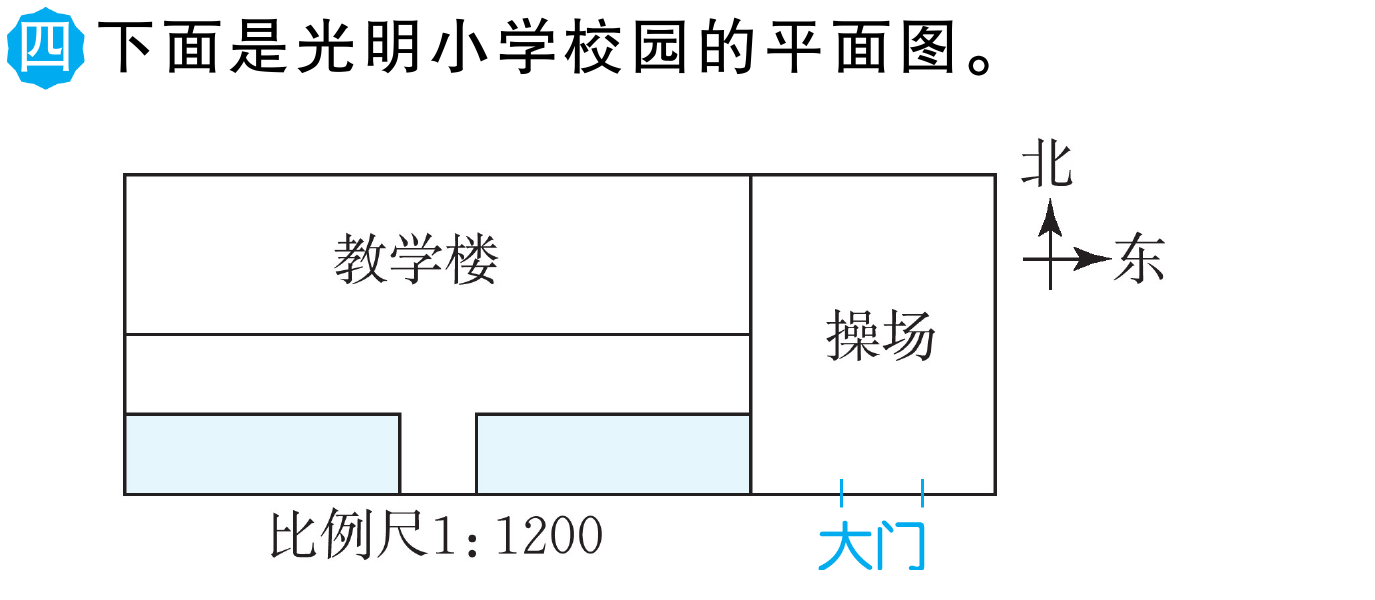 四 下面是光明小学校园的平面图。
北
教学楼
东
操场
比例尺1:1200
大门